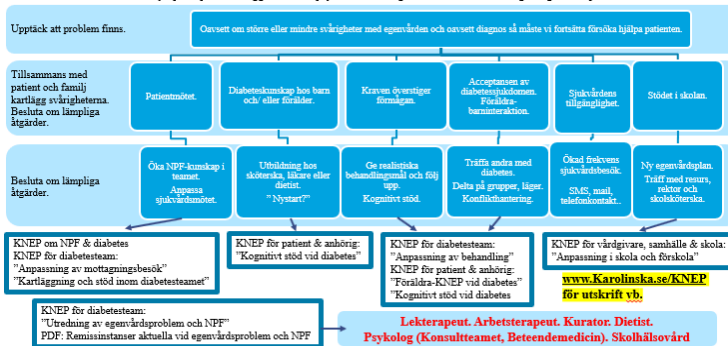 Upptäck att problem finns.
Oavsett om större eller mindre svårigheter med egenvården och oavsett diagnos så måste vi fortsätta försöka hjälpa patienten.
Tillsammans med
patient och familj
kartlägg svårigheterna.
Besluta om lämpliga
åtgärder.
Patientmötet.
Diabeteskunskap hos barn
och/ eller förälder.
Kraven överstiger
förmågan.
Acceptansen av
diabetessjukdomen.
Föräldra-
barninteraktion.
Sjukvårdens
tillgänglighet.
Stödet i skolan.
Besluta om lämpliga
åtgärder.
Öka NPF-kunskap i
teamet.
Anpassa
sjukvårdsmötet.
Utbildning hos
sköterska, läkare eller
dietist.
" Nystart?"
Ge realistiska
behandlingsmål och följ
upp.
Kognitivt stöd.
Träffa andra med
diabetes.
Delta på grupper, läger.
Konflikthantering.
Ökad frekvens
sjukvårdsbesök.
SMS, mail,
telefonkontakt..
Ny egenvårdsplan.
Träff med resurs,
rektor och
skolsköterska.
KNEP om NPF & diabetes
KNEP för diabetesteam:
"Anpassning av mottagningsbesök"
"Kartläggning och stöd inom diabetesteamet"
KNEP för patient & anhörig:
"Kognitivt stöd vid diabetes"
KNEP för diabetesteam:
"Anpassning av behandling"
KNEP för patient & anhörig:
"Föräldra-KNEP vid diabetes"
"Kognitivt stöd vid diabetes
KNEP för vårdgivare, samhälle & skola:
"Anpassning i skola och förskola"
www.Karolinska.se/KNEP
för utskrift vb.
KNEP för diabetesteam:
"Utredning av egenvårdsproblem och NPF"
PDF: Remissinstanser aktuella vid egenvårdsproblem och NPF
Lekterapeut. Arbetsterapeut. Kurator. Dietist.
Psykolog (Konsultteamet, Beteendemedicin). Skolhälsovård